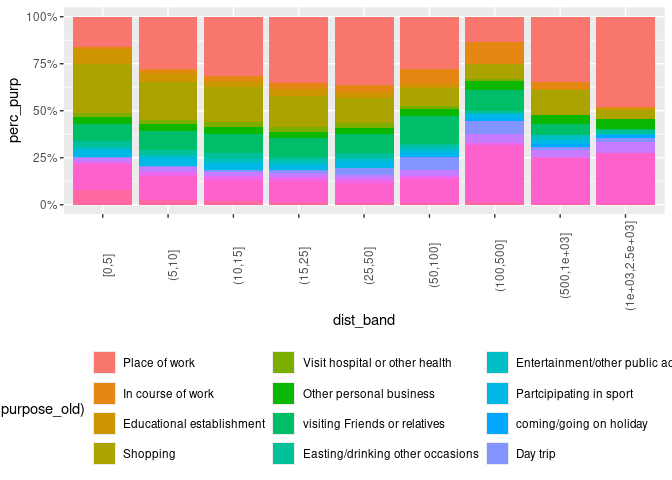 100%
75%
50%
25%
0%
perc_purp
[0,5]
(5,10]
(10,15]
(15,25]
(25,50]
(50,100]
(100,500]
(500,1e+03]
(1e+03,2.5e+03]
dist_band
purpose_old)
Place of work
In course of work
Educational establishment
Shopping
Visit hospital or other health
Other personal business
visiting Friends or relatives
Easting/drinking other occasions
Entertainment/other public ac
Partcipipating in sport
coming/going on holiday
Day trip